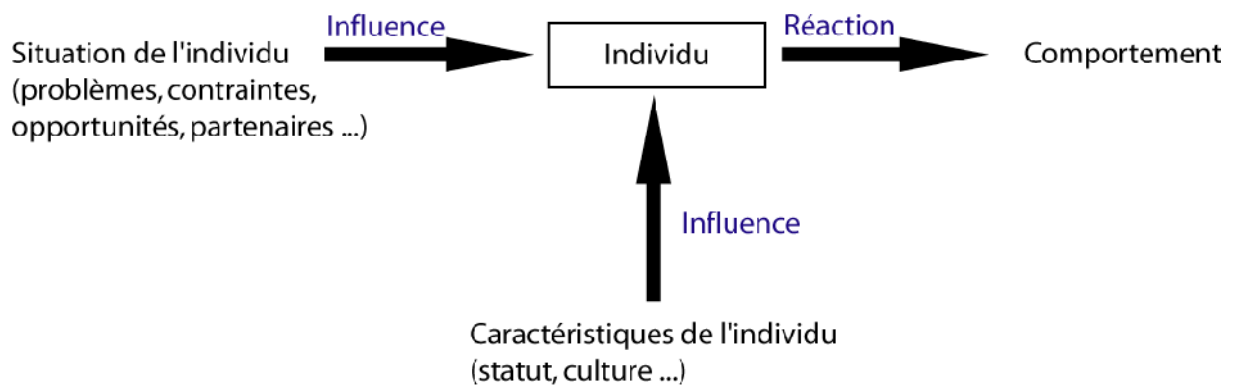 Influence
Réaction
Situation de l'individu
(problèmes, contraintes,
opportunités, partenaires ...)
Individu
Comportement
Influence
Caractéristiques de l'individu
(statut, culture ...)